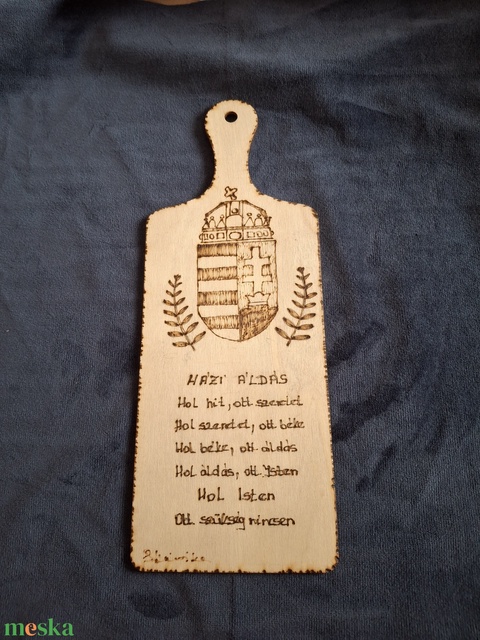 HÁZI ÁLDÁS
Hol hit, ott szeretet
Hol szeretet, ott béke
Hol béke, ott áldás
Hol áldás, ott Isten
Hol Isten
Ott szükség nincsen
meska